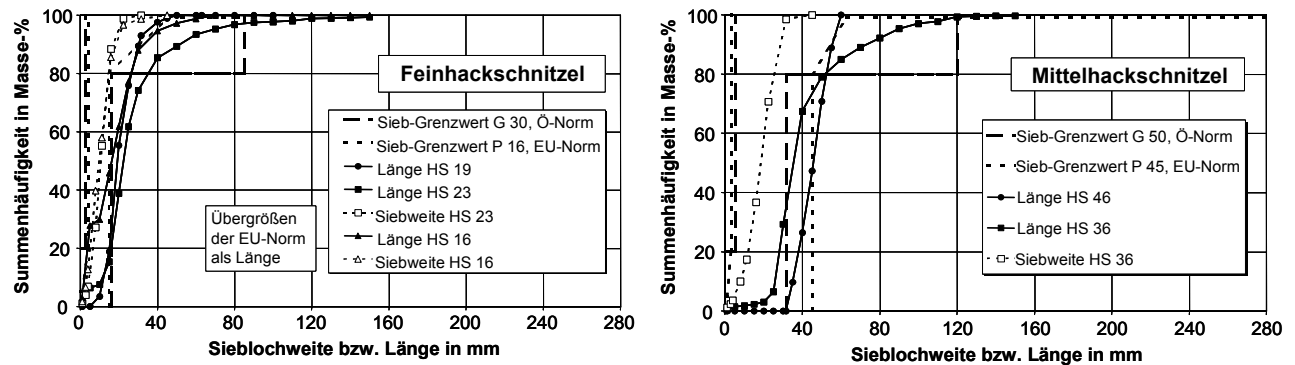 Summenhäufigkeit in Masse-%
100
80
60
40
20
0
Feinhackschnitzel
Sieb-Grenzwert G 30, Ö-Norm
Sieb-Grenzwert P 16, EU-Norm
Länge HS 19
Länge HS 23
Siebweite HS 23
Länge HS 16
Siebweite HS 16
Übergrößen
der EU-Norm
als Länge
0 40 80 120 160 200 240 280
Sieblochweite bzw. Länge in mm
Summenhäufigkeit in Masse-%
100
80
60
40
20
0
Mittelhackschnitzel
Sieb-Grenzwert G 50, Ö-Norm
Sieb-Grenzwert P 45, EU-Norm
Länge HS 46
Länge HS 36
Siebweite HS 36
0 40 80 120 160 200 240 280
Sieblochweite bzw. Länge in mm